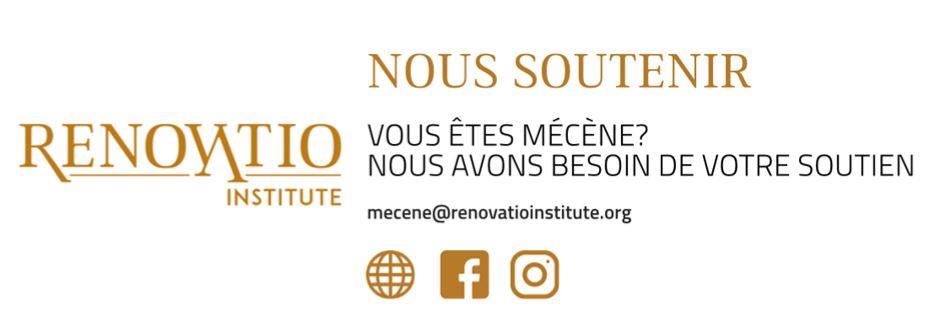 RENOVATIO
INSTITUTE
NOUS SOUTENIR
VOUS ÊTES MÉCÈNE?
NOUS AVONS BESOIN DE VOTRE SOUTIEN
mecene@renovatioinstitute.org